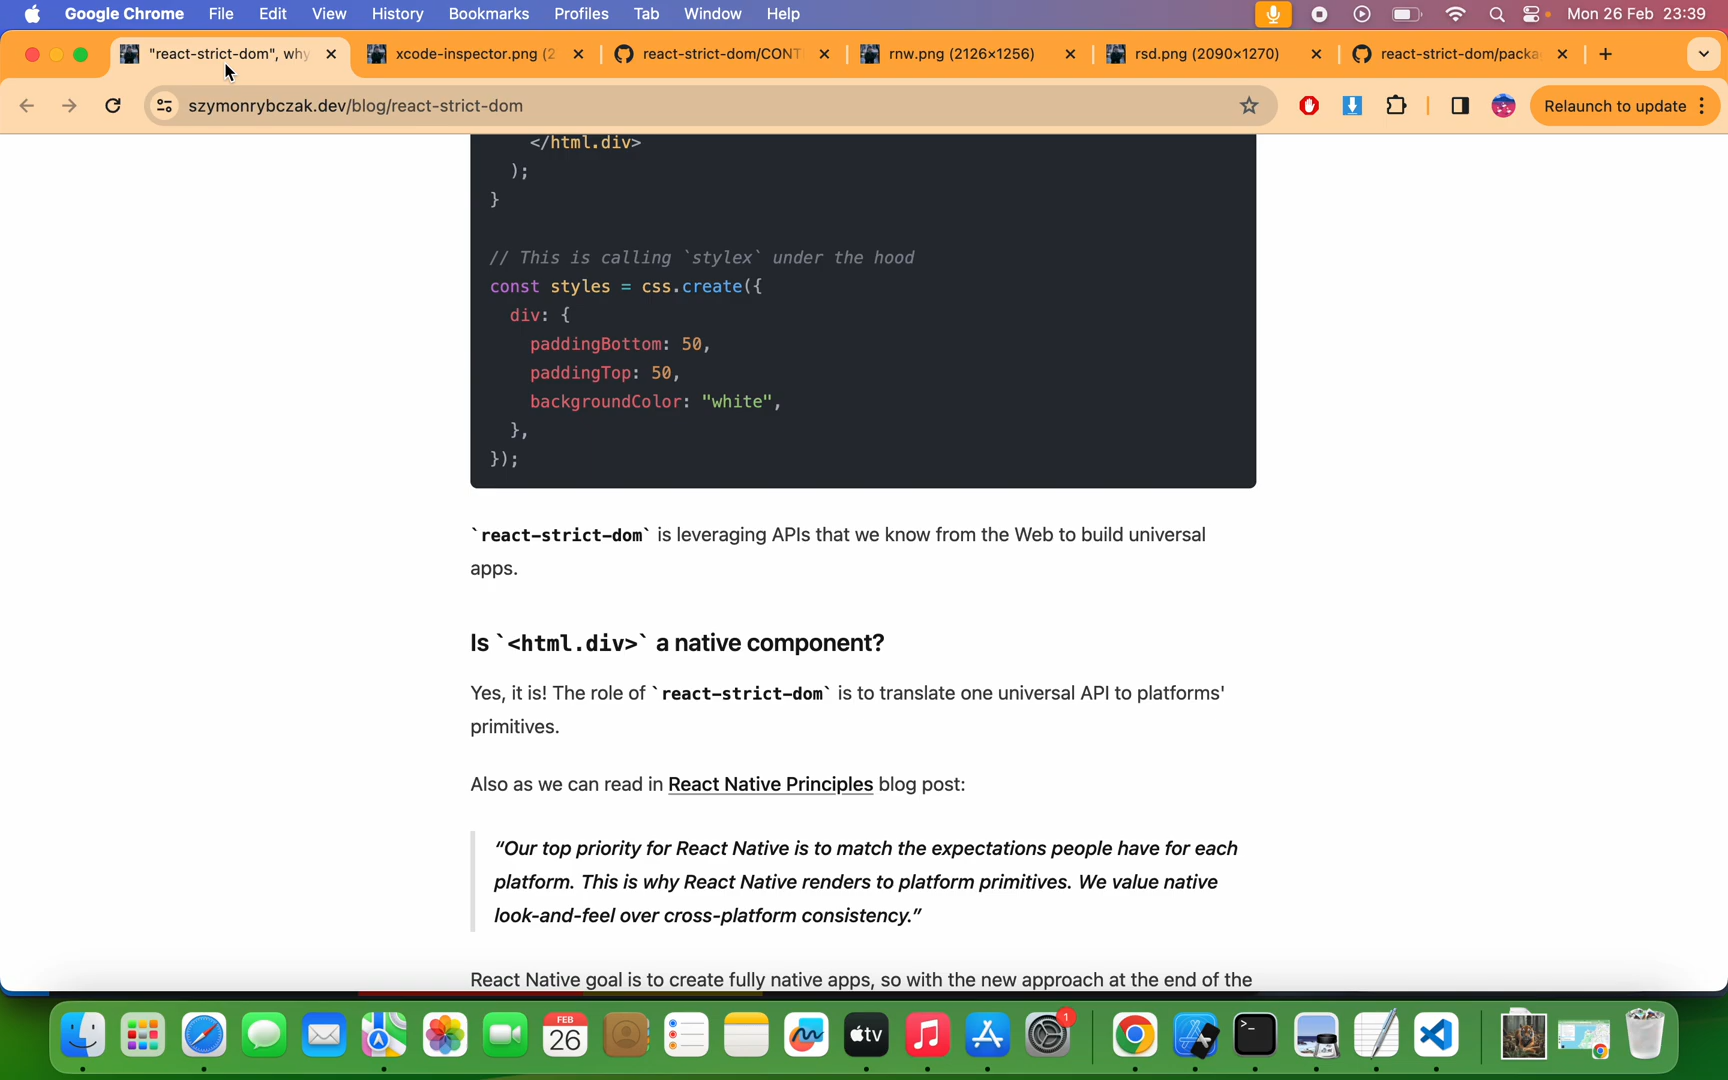 Google Chrome File Edit View History Bookmarks Profiles Tab Window Help Mon 26 Feb 23:39
"react-strict-dom", why xcode-inspector.png (2 react-strict-dom/CONT rnw.png (2126×1256) rsd.png (2090×1270) react-strict-dom/packa
szymonrybczak.dev/blog/react-strict-dom Relaunch to update
</html.div>
);
}
// This is calling `stylex` under the hood
const styles = css.create({
div: {
paddingBottom: 50,
paddingTop: 50,
backgroundColor: "white",
},
});
`react-strict-dom` is leveraging APIs that we know from the Web to build universal
apps.
Is `<html.div>` a native component?
Yes, it is! The role of `react-strict-dom` is to translate one universal API to platforms'
primitives.
Also as we can read in React Native Principles blog post:
“Our top priority for React Native is to match the expectations people have for each
platform. This is why React Native renders to platform primitives. We value native
look-and-feel over cross-platform consistency.”
React Native goal is to create fully native apps, so with the new approach at the end of the
FEB
26
tv
1